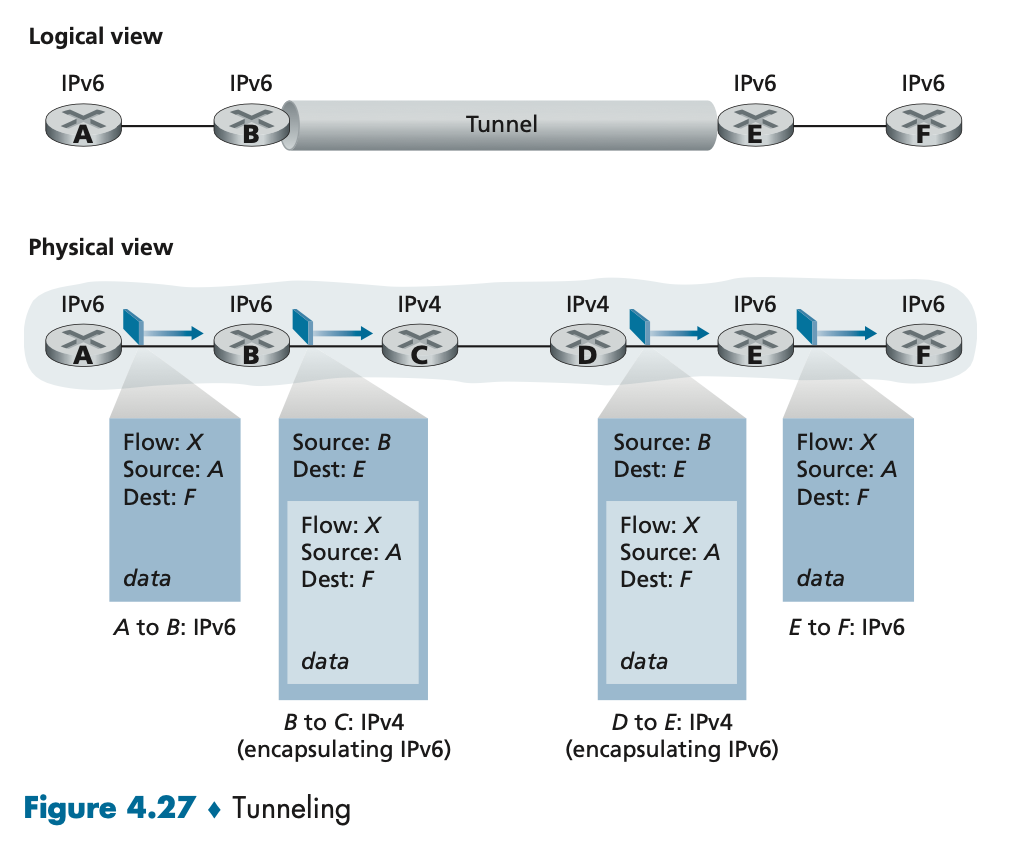 Logical view
IPv6
IPv6
IPv6
IPv6
A
B
Tunnel
E
F
Physical view
IPv6
IPv6
IPv4
IPv4
IPv6
IPv6
A
B
C
D
E
F
Flow: X
Source: A
Dest: F
data
A to B: IPv6
Source: B
Dest: E
Flow: X
Source: A
Dest: F
data
B to C: IPv4
(encapsulating IPv6)
Source: B
Dest: E
Flow: X
Source: A
Dest: F
data
D to E: IPv4
(encapsulating IPv6)
Flow: X
Source: A
Dest: F
data
E to F: IPv6
Figure 4.27 ♦ Tunneling